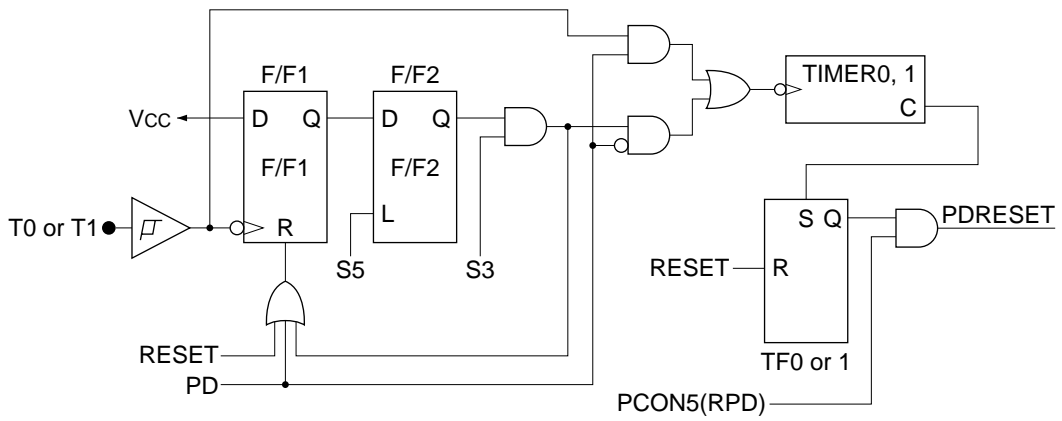 F/F1
F/F2
TIMER0, 1
VCC
D
Q
D
Q
C
F/F1
F/F2
T0 or T1
R
L
S
Q
PDRESET
S5
S3
RESET
R
RESET
TF0 or 1
PD
PCON5(RPD)